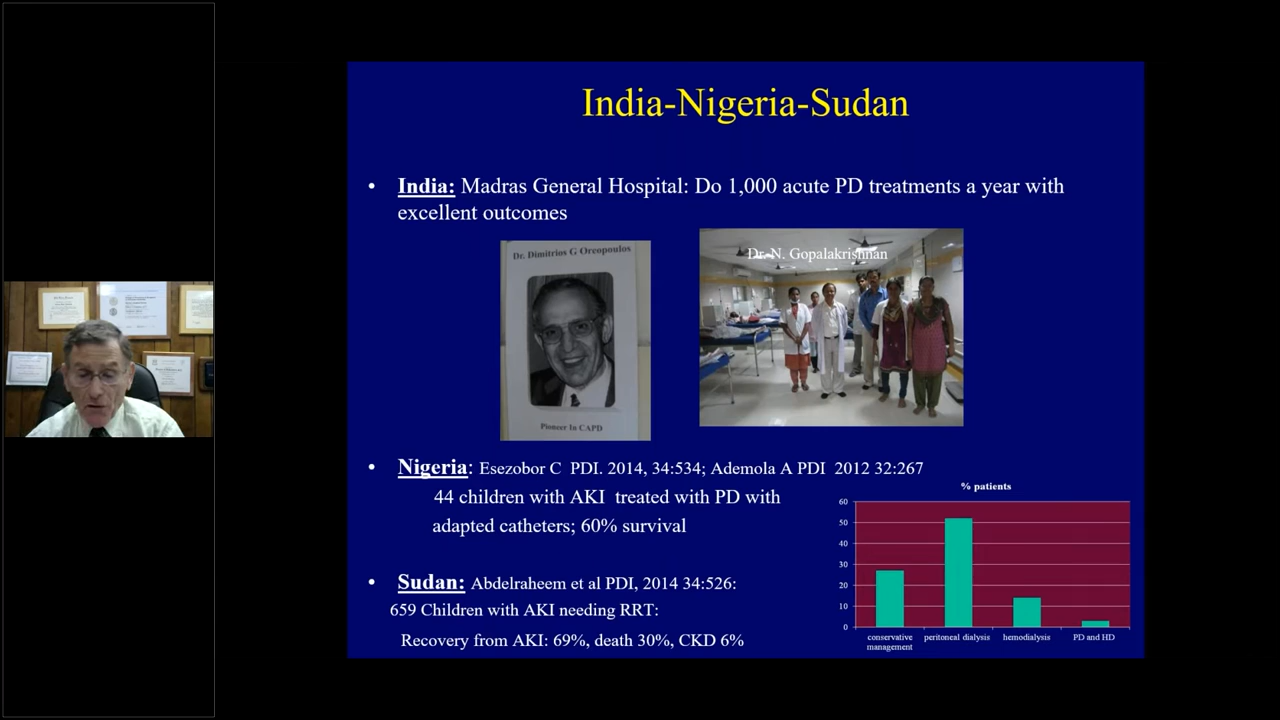 India-Nigeria-Sudan
• India: Madras General Hospital: Do 1,000 acute PD treatments a year with
excellent outcomes
Dr. Dimitrios G Oreopoulos
Pioneer In CAPD
Dr. N. Gopalakrishnan
• Nigeria: Esezobor C PDI. 2014, 34:534; Ademola A PDI 2012 32:267
44 children with AKI treated with PD with
adapted catheters; 60% survival
• Sudan: Abdelraheem et al PDI, 2014 34:526:
659 Children with AKI needing RRT:
Recovery from AKI: 69%, death 30%, CKD 6%
% patients
60
50
40
30
20
10
0
conservative management
peritoneal dialysis
hemodialysis
PD and HD